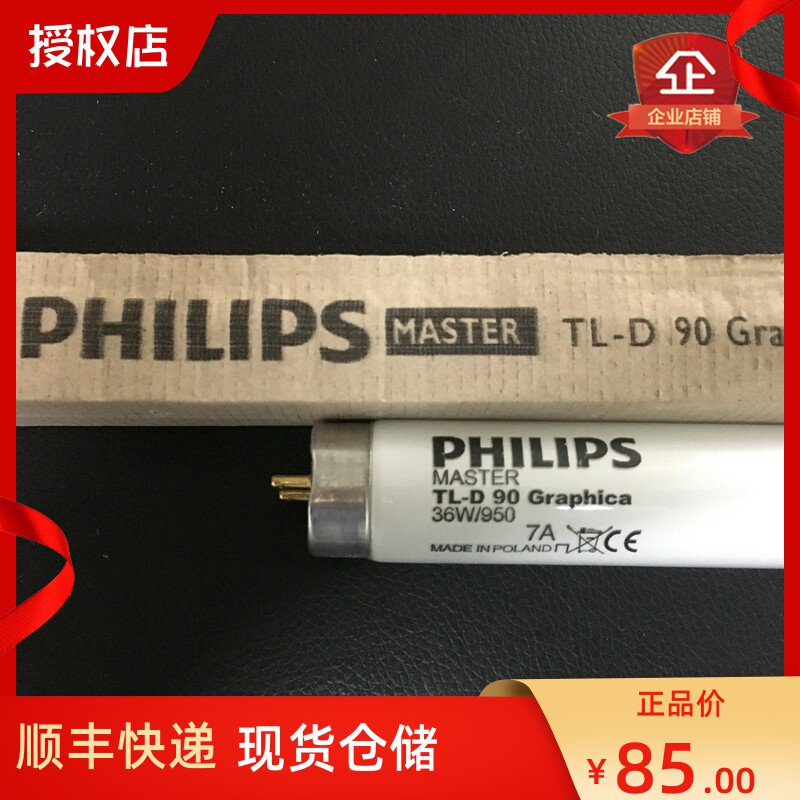 授权店
企
企业店铺
PHILIPS MASTER TL-D 90 Gra
PHILIPS
MASTER
TL-D 90 Graphica
36W/950
7A
MADE IN POLAND
CE
顺丰快递 现货仓储
正品价
¥85.00